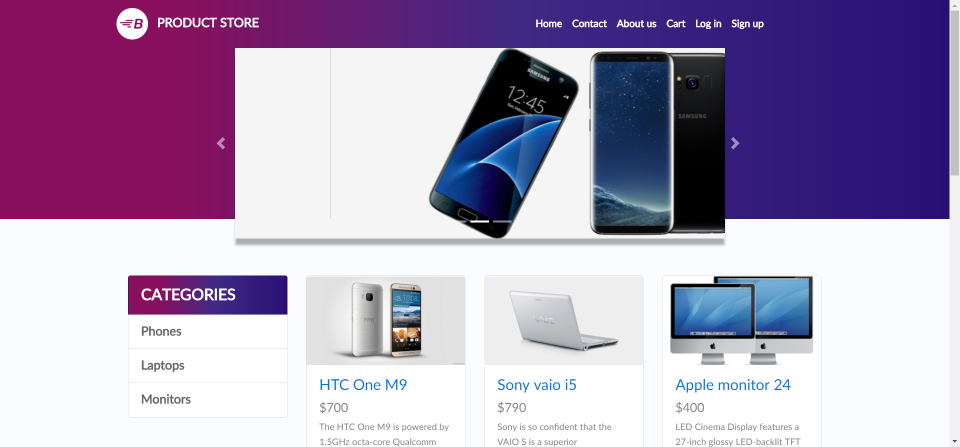 B PRODUCT STORE
Home Contact About us Cart Log in Sign up
SAMSUNG
12:45
SAMSUNG
CATEGORIES
Phones
Laptops
Monitors
HTC One M9
$700
The HTC One M9 is powered by
1.5GHz octa-core Qualcomm
VAIO
Sony vaio i5
$790
Sony is so confident that the
VAIO S is a superior
Apple monitor 24
$400
LED Cinema Display features a
27-inch glossy LED-backlit TFT